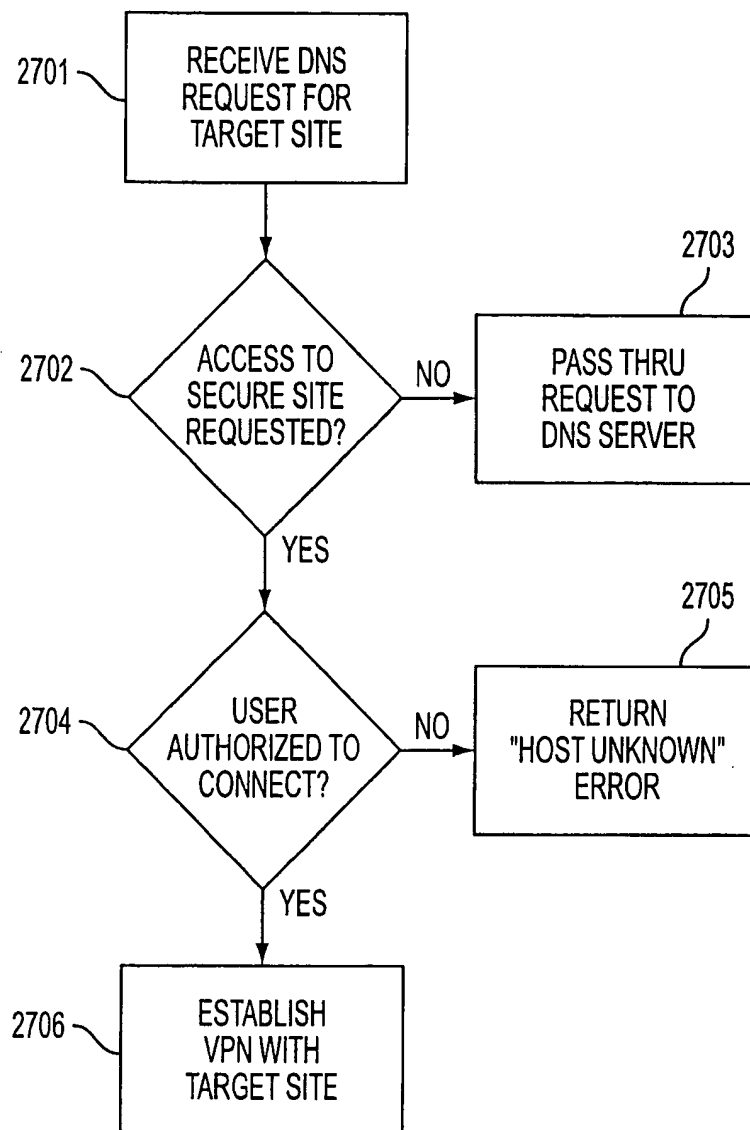 2701
RECEIVE DNS
REQUEST FOR
TARGET SITE
2702
ACCESS TO
SECURE SITE
REQUESTED?
NO
2703
PASS THRU
REQUEST TO
DNS SERVER
YES
2704
USER
AUTHORIZED TO
CONNECT?
NO
2705
RETURN
"HOST UNKNOWN"
ERROR
YES
2706
ESTABLISH
VPN WITH
TARGET SITE